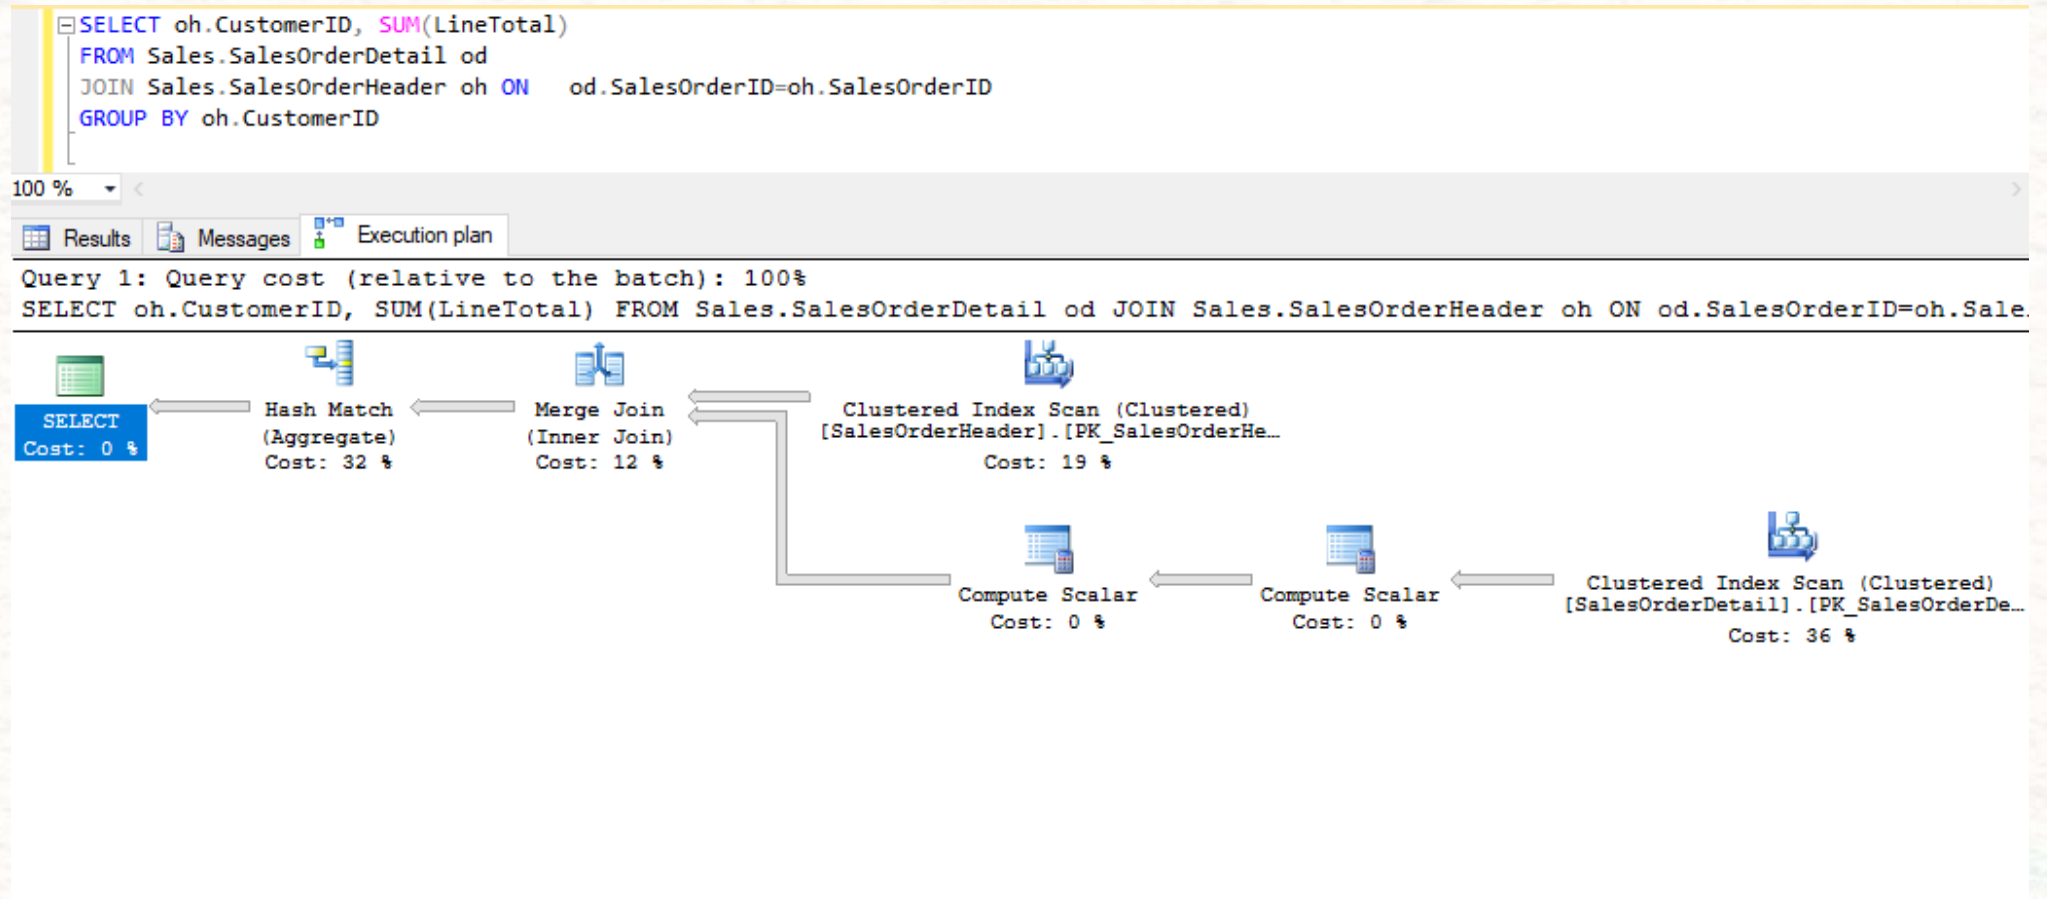 SELECT oh.CustomerID, SUM(LineTotal)
FROM Sales.SalesOrderDetail od
JOIN Sales.SalesOrderHeader oh ON   od.SalesOrderID=oh.SalesOrderID
GROUP BY oh.CustomerID
100 %
Results Messages Execution plan
Query 1: Query cost (relative to the batch): 100%
SELECT oh.CustomerID, SUM(LineTotal) FROM Sales.SalesOrderDetail od JOIN Sales.SalesOrderHeader oh ON od.SalesOrderID=oh.Sale.
SELECT
Cost: 0 %
Hash Match
(Aggregate)
Cost: 32 %
Merge Join
(Inner Join)
Cost: 12 %
Clustered Index Scan (Clustered)
[SalesOrderHeader].[PK_SalesOrderHe…
Cost: 19 %
Compute Scalar
Cost: 0 %
Compute Scalar
Cost: 0 %
Clustered Index Scan (Clustered)
[SalesOrderDetail].[PK_SalesOrderDe…
Cost: 36 %